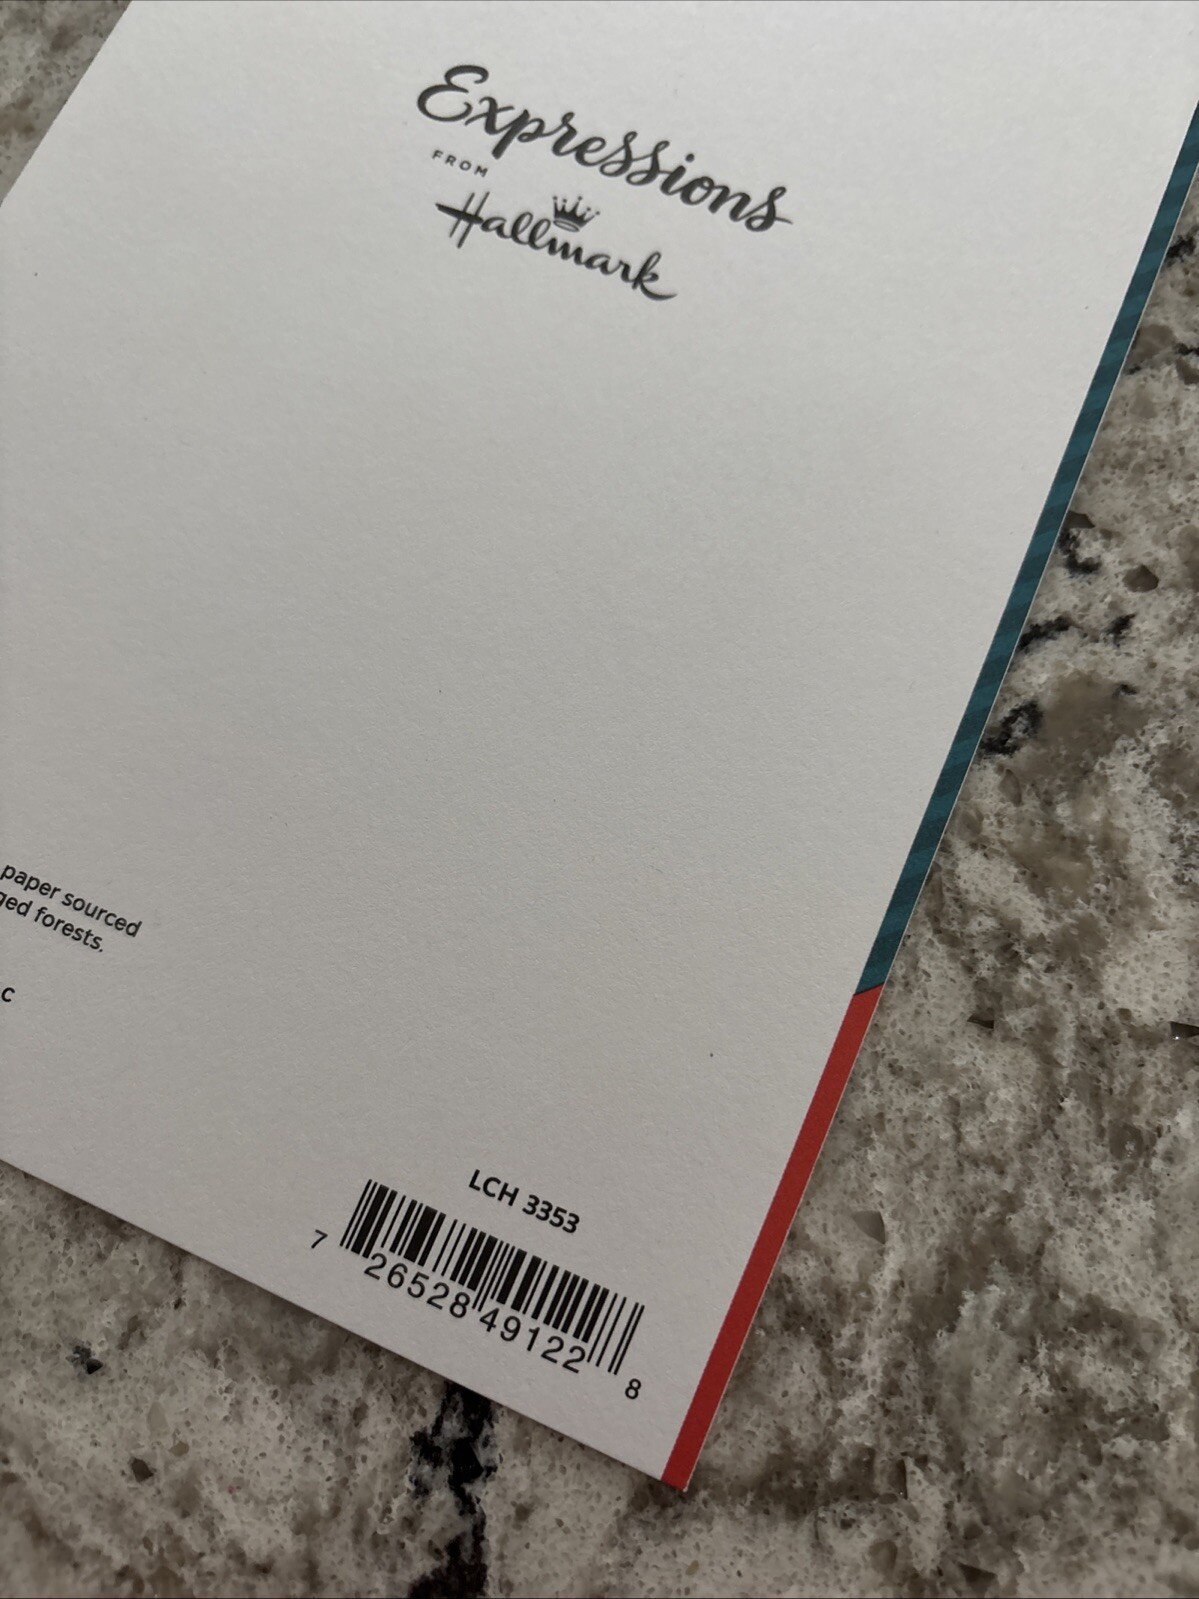 Expressions
FROM
Hallmark
paper sourced
ged forests.
C
LCH 3353
7 26528 49122 8